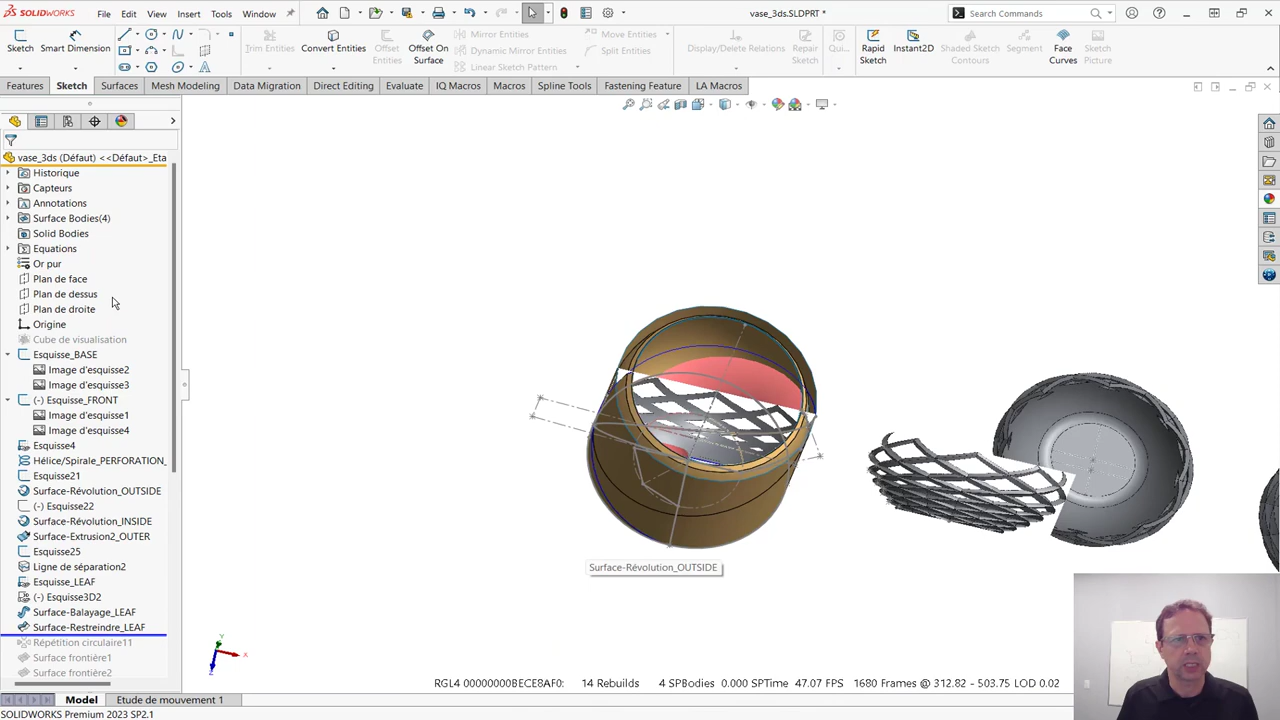 SOLIDWORKS
File
Edit
View
Insert
Tools
Window
vase_3ds.SLDPRT *
Search Commands
Sketch
Smart Dimension
Trim Entities
Convert Entities
Offset Entities
Offset On Surface
Mirror Entities
Dynamic Mirror Entities
Linear Sketch Pattern
Move Entities
Split Entities
Display/Delete Relations
Repair Sketch
Qui...
Rapid Sketch
Instant2D
Shaded Sketch Contours
Segment
Face Curves
Sketch Picture
Features
Sketch
Surfaces
Mesh Modeling
Data Migration
Direct Editing
Evaluate
IQ Macros
Macros
Spline Tools
Fastening Feature
LA Macros
vase_3ds (Défaut) <<Défaut>_Eta
Historique
Capteurs
Annotations
Surface Bodies(4)
Solid Bodies
Equations
Or pur
Plan de face
Plan de dessus
Plan de droite
Origine
Cube de visualisation
Esquisse_BASE
Image d'esquisse2
Image d'esquisse3
(-) Esquisse_FRONT
Image d'esquisse1
Image d'esquisse4
Esquisse4
Hélice/Spirale_PERFORATION_
Esquisse21
Surface-Révolution_OUTSIDE
(-) Esquisse22
Surface-Révolution_INSIDE
Surface-Extrusion2_OUTER
Esquisse25
Ligne de séparation2
Esquisse_LEAF
(-) Esquisse3D2
Surface-Balayage_LEAF
Surface-Restreindre_LEAF
Répétition circulaire11
Surface frontière1
Surface frontière2
Surface-Révolution_OUTSIDE
Y
X
Z
RGL4 00000000BECE8AF0: 14 Rebuilds 4 SPBodies 0.000 SPTime 47.07 FPS 1680 Frames @ 312.82 - 503.75 LOD 0.02
Model
Etude de mouvement 1
SOLIDWORKS Premium 2023 SP2.1